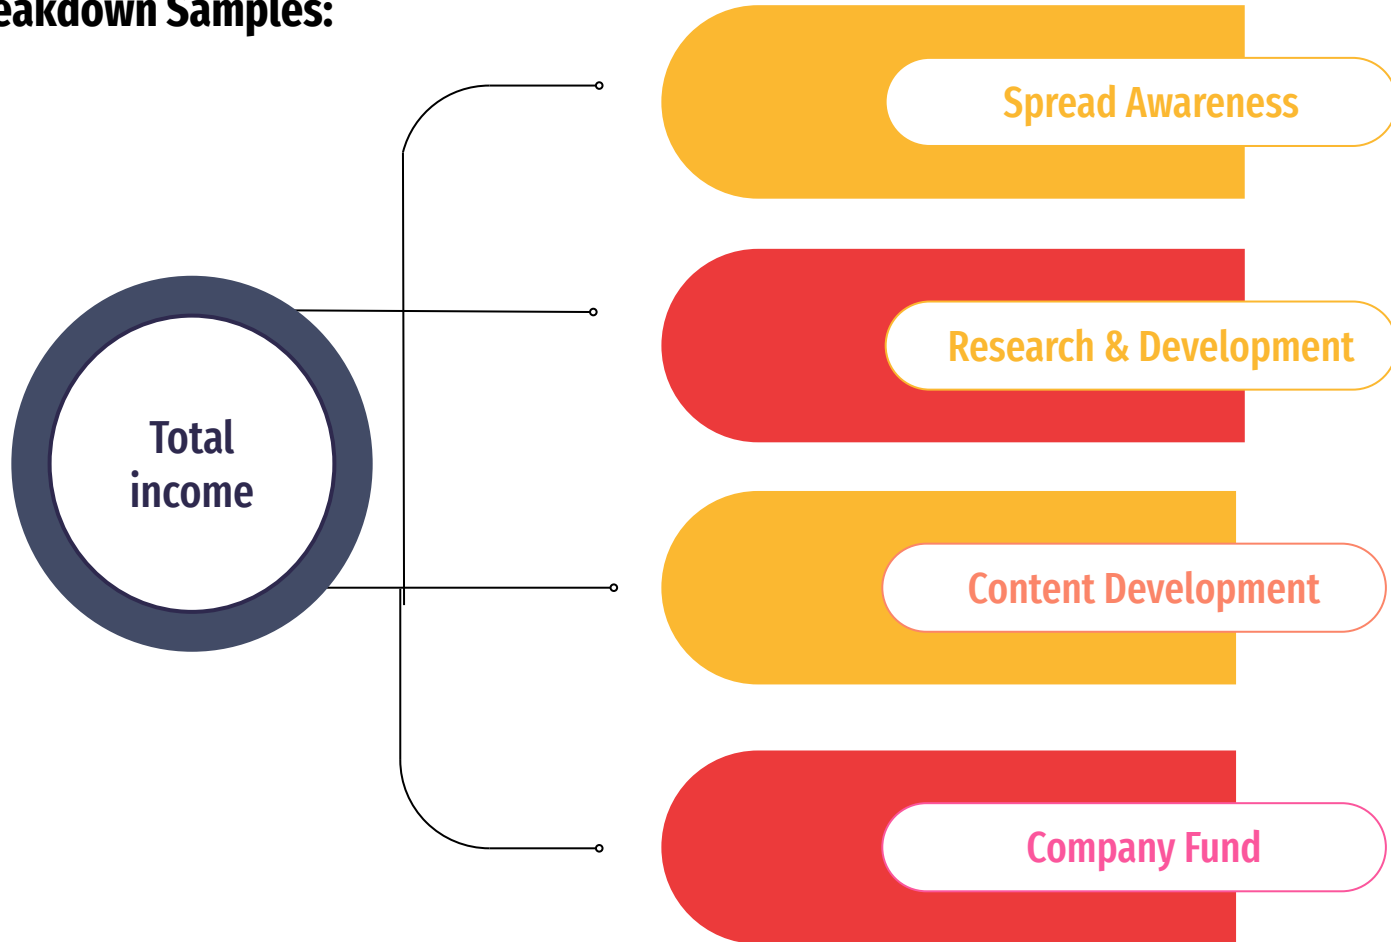 eakdown Samples:
Spread Awareness
Research & Development
Total
income
Content Development
Company Fund